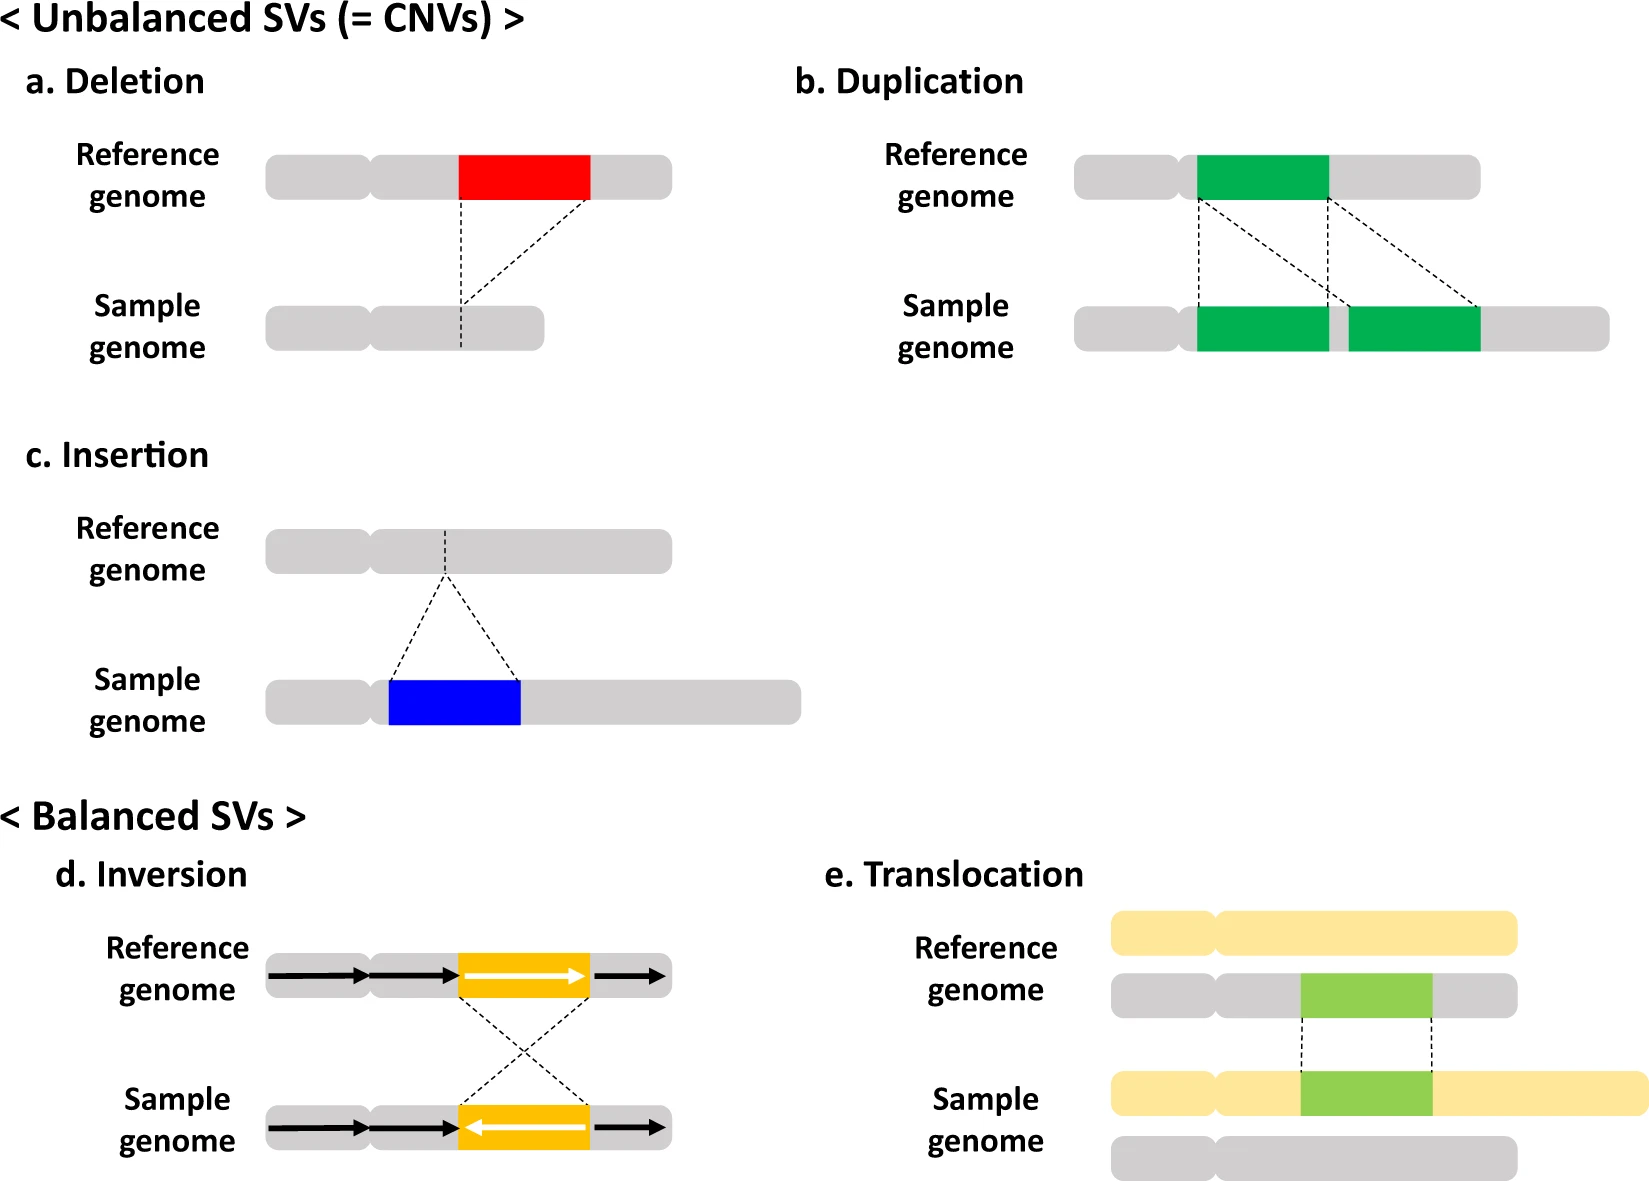 < Unbalanced SVs (= CNVs) >
a. Deletion
Reference
genome
Sample
genome
b. Duplication
Reference
genome
Sample
genome
c. Insertion
Reference
genome
Sample
genome
< Balanced SVs >
d. Inversion
Reference
genome
Sample
genome
e. Translocation
Reference
genome
Sample
genome